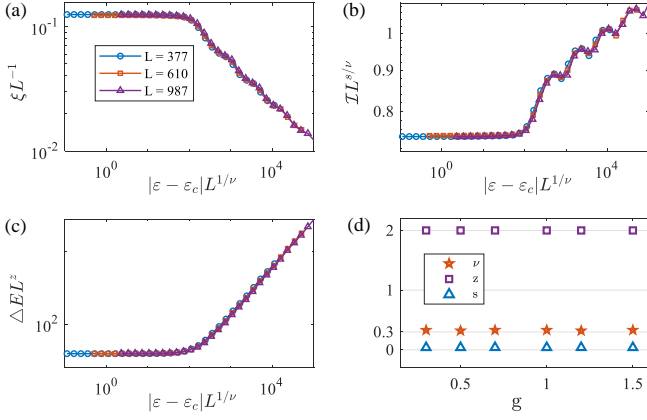 (a)
10^{-1}
ξL^{-1}
10^{-2}
L = 377
L = 610
L = 987
10^0
10^4
|ε − ε_c|L^{1/ν}
(b)
1
0.9
0.8
𝓘L^{s/ν}
10^0
10^4
|ε − ε_c|L^{1/ν}
(c)
△EL^z
10^2
10^0
10^4
|ε − ε_c|L^{1/ν}
(d)
2
1
0.3
0
ν
z
s
0.5
1
1.5
g